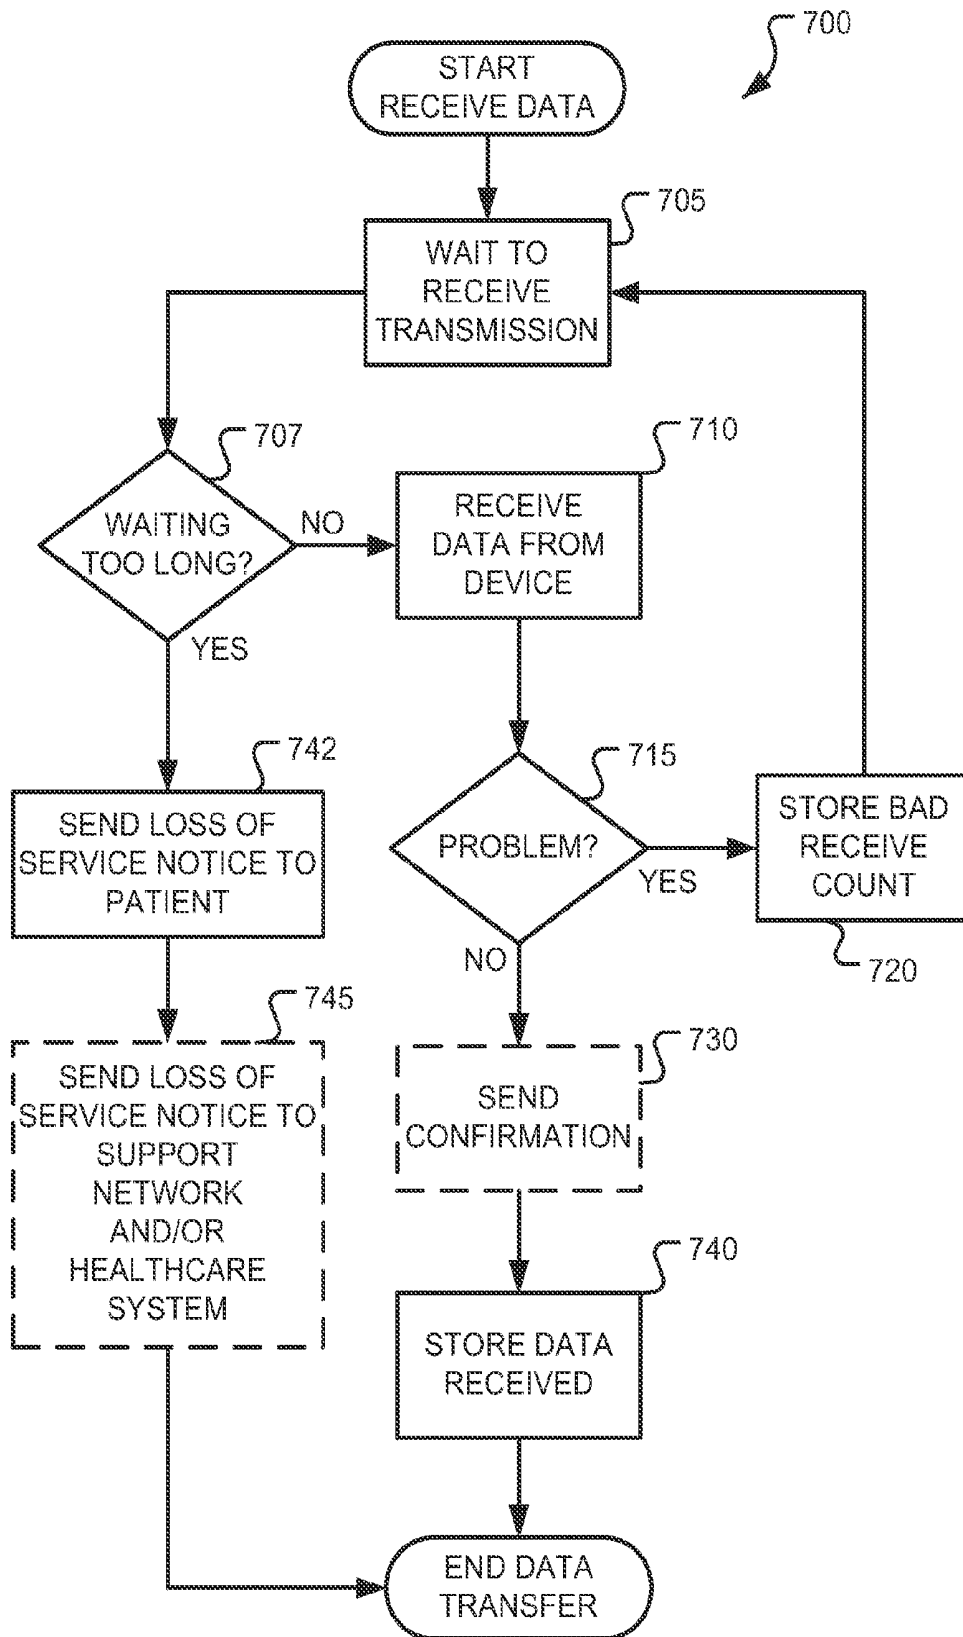 700
START
RECEIVE DATA
705
WAIT TO
RECEIVE
TRANSMISSION
707
WAITING
TOO LONG?
NO
YES
710
RECEIVE
DATA FROM
DEVICE
742
SEND LOSS OF
SERVICE NOTICE TO
PATIENT
715
PROBLEM?
YES
NO
STORE BAD
RECEIVE
COUNT
720
745
SEND LOSS OF
SERVICE NOTICE TO
SUPPORT
NETWORK
AND/OR
HEALTHCARE
SYSTEM
730
SEND
CONFIRMATION
740
STORE DATA
RECEIVED
END DATA
TRANSFER